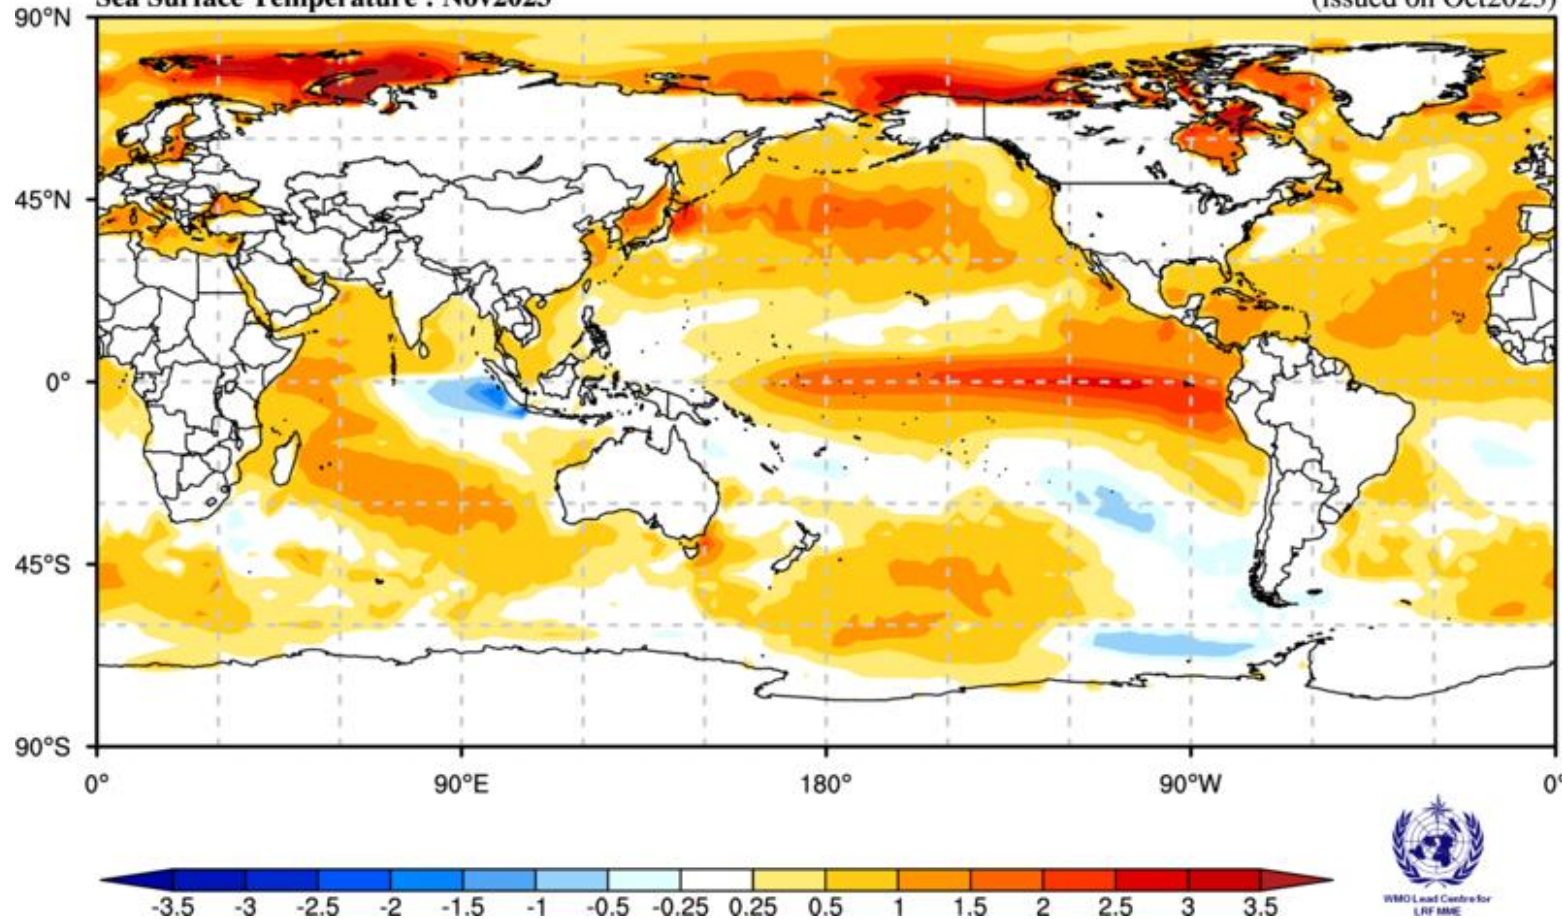 Sea Surface Temperature : Nov2023
(issued on Oct2023)
90°N
45°N
0°
45°S
90°S
0° 90°E 180° 90°W 0°
-3.5 -3 -2.5 -2 -1.5 -1 -0.5 -0.25 0.25 0.5 1 1.5 2 2.5 3 3.5
WMO Lead Centre for
LRF MME